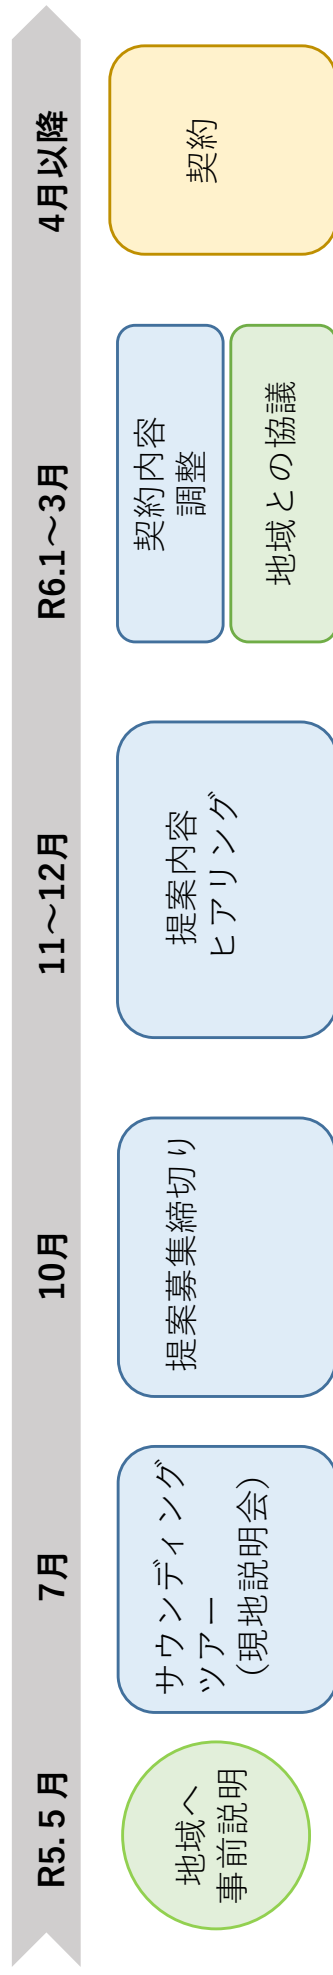 R5.５月
7月
10月
11～12月
R6.1～3月
4月以降
地域へ
事前説明
サウンディング
ツアー
（現地説明会）
提案募集締切り
提案内容
ヒアリング
契約内容
調整
地域との協議
契約